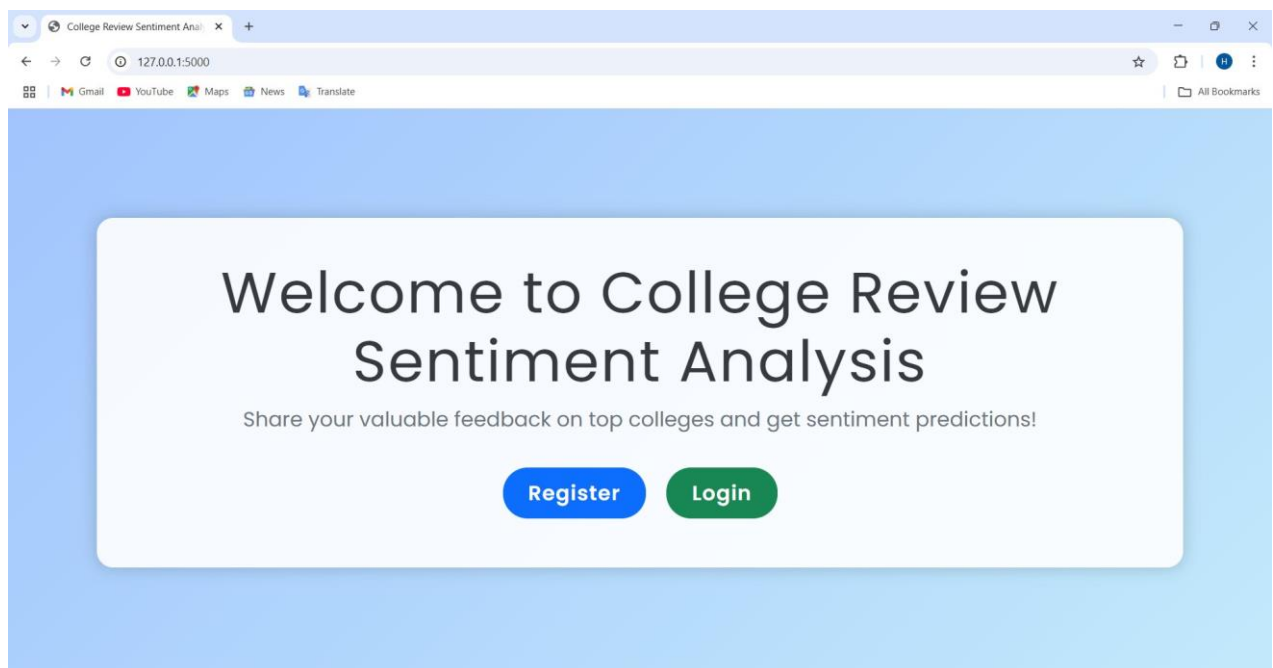 College Review Sentiment Anal
127.0.0.1:5000
H
Gmail YouTube Maps News Translate All Bookmarks
Welcome to College Review
Sentiment Analysis
Share your valuable feedback on top colleges and get sentiment predictions!
Register Login